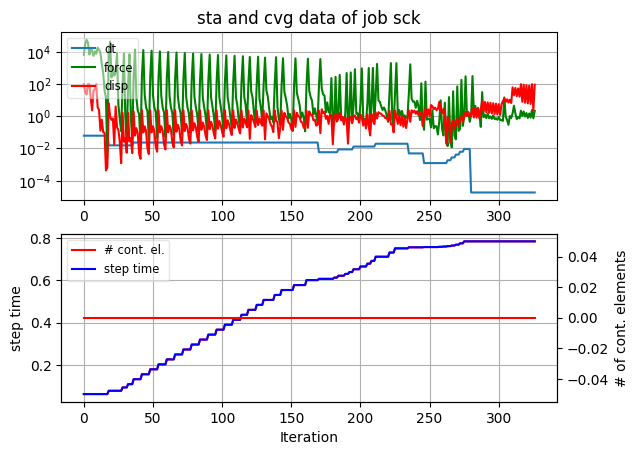 sta and cvg data of job sck
10^4
10^2
10^0
10^-2
10^-4
dt
force
disp
0 50 100 150 200 250 300
0.8
0.6
0.4
0.2
step time
# cont. el.
step time
0.04
0.02
0.00
−0.02
−0.04
# of cont. elements
0 50 100 150 200 250 300
Iteration